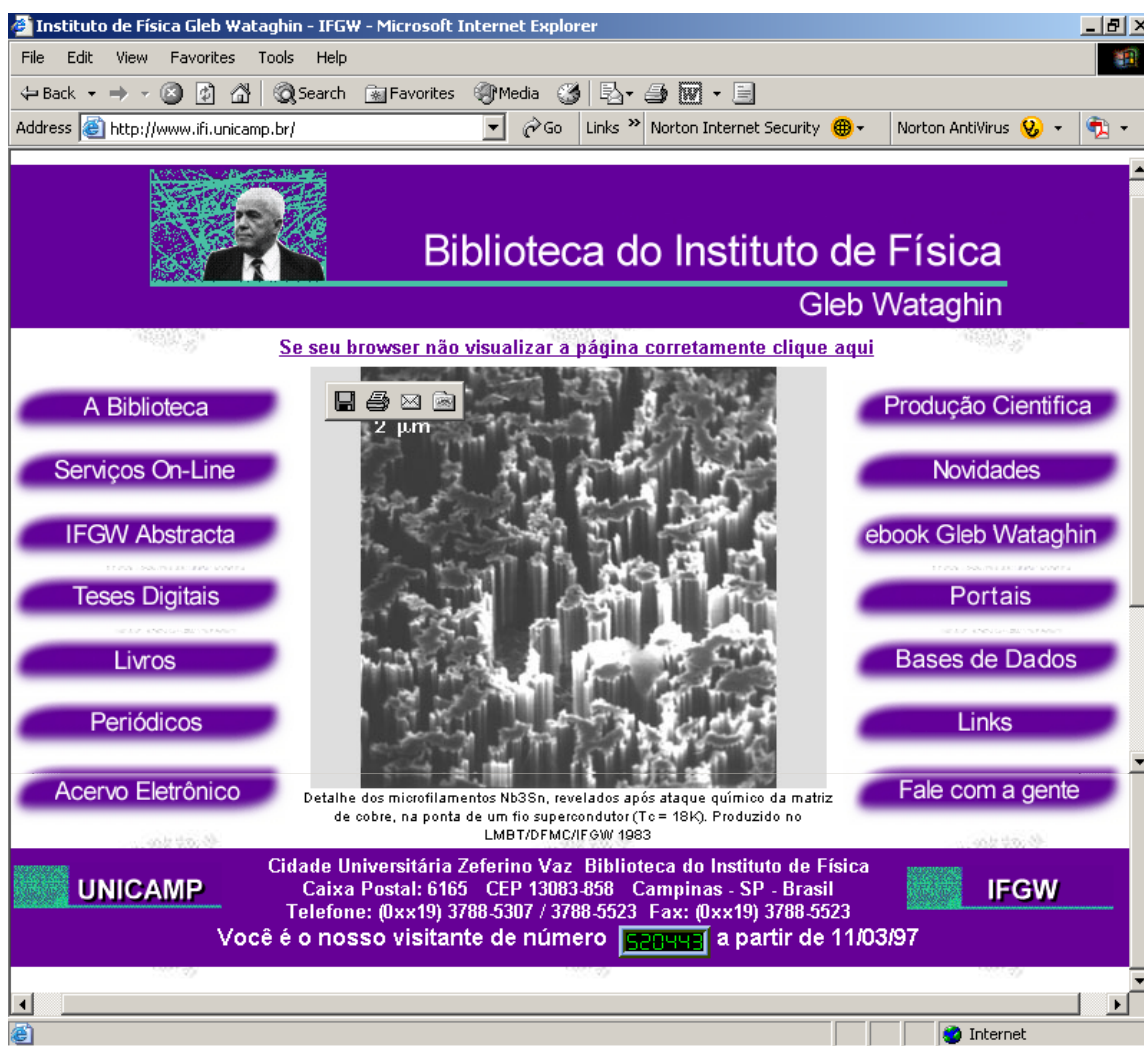 Instituto de Física Gleb Wataghin - IFGW - Microsoft Internet Explorer
File Edit View Favorites Tools Help
Back Search Favorites Media
Address http://www.ifi.unicamp.br/ Go Links » Norton Internet Security Norton AntiVirus
Biblioteca do Instituto de Física
Gleb Wataghin
Se seu browser não visualizar a página corretamente clique aqui
2 µm
A Biblioteca
Serviços On-Line
IFGW Abstracta
Teses Digitais
Livros
Periódicos
Acervo Eletrônico
Produção Cientifica
Novidades
ebook Gleb Wataghin
Portais
Bases de Dados
Links
Fale com a gente
Detalhe dos microfilamentos Nb3Sn, revelados após ataque químico da matriz
de cobre, na ponta de um fio supercondutor (Tc = 18K). Produzido no
LMBT/DFMC/IFGW 1983
UNICAMP
Cidade Universitária Zeferino Vaz Biblioteca do Instituto de Física
Caixa Postal: 6165 CEP 13083-858 Campinas - SP - Brasil
Telefone: (0xx19) 3788-5307 / 3788-5523 Fax: (0xx19) 3788-5523
Você é o nosso visitante de número 520443 a partir de 11/03/97
IFGW
Internet